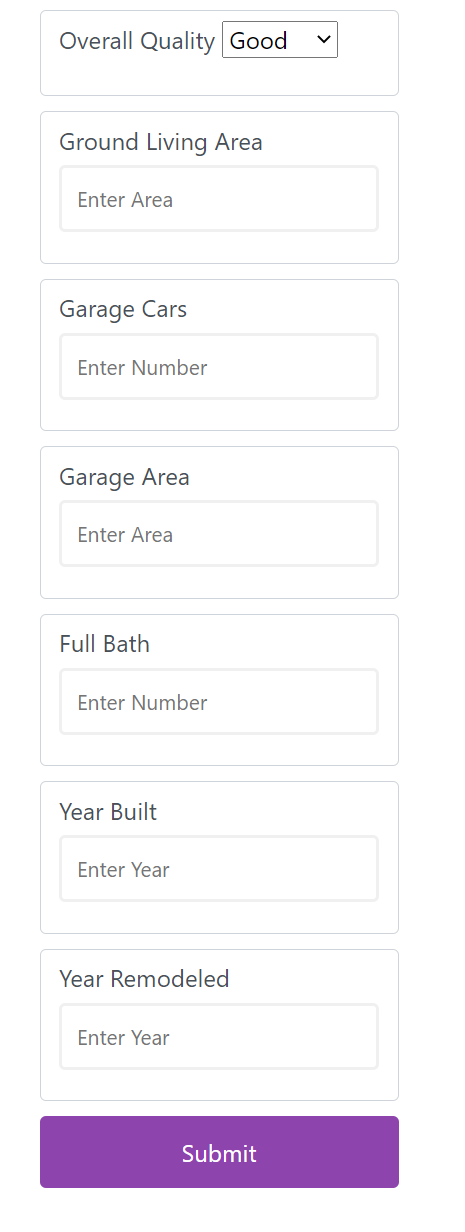 Overall Quality Good
Ground Living Area
Enter Area
Garage Cars
Enter Number
Garage Area
Enter Area
Full Bath
Enter Number
Year Built
Enter Year
Year Remodeled
Enter Year
Submit